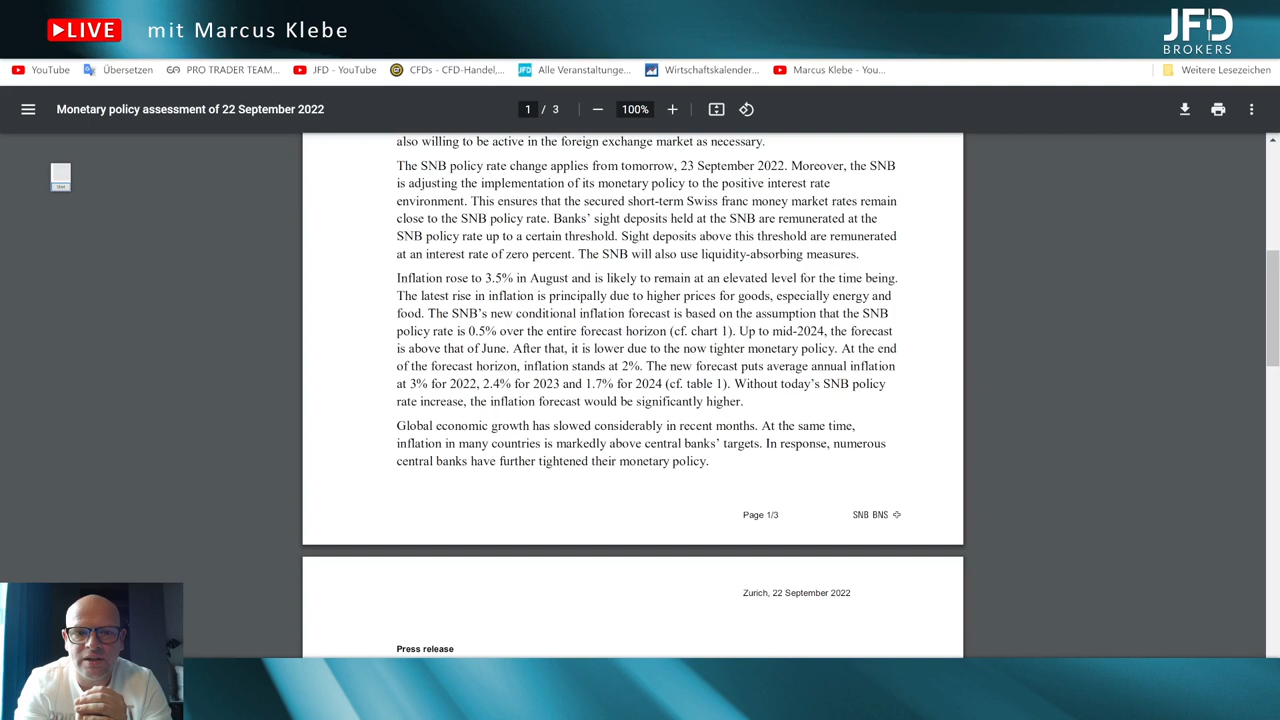 LIVE mit Marcus Klebe
JFD
BROKERS
YouTube Übersetzen PRO TRADER TEAM... JFD - YouTube CFDs - CFD-Handel,... Alle Veranstaltunge... Wirtschaftskalender... Marcus Klebe - You... Weitere Lesezeichen
Monetary policy assessment of 22 September 2022 1 / 3 100%
also willing to be active in the foreign exchange market as necessary.
The SNB policy rate change applies from tomorrow, 23 September 2022. Moreover, the SNB
is adjusting the implementation of its monetary policy to the positive interest rate
environment. This ensures that the secured short-term Swiss franc money market rates remain
close to the SNB policy rate. Banks' sight deposits held at the SNB are remunerated at the
SNB policy rate up to a certain threshold. Sight deposits above this threshold are remunerated
at an interest rate of zero percent. The SNB will also use liquidity-absorbing measures.
Inflation rose to 3.5% in August and is likely to remain at an elevated level for the time being.
The latest rise in inflation is principally due to higher prices for goods, especially energy and
food. The SNB's new conditional inflation forecast is based on the assumption that the SNB
policy rate is 0.5% over the entire forecast horizon (cf. chart 1). Up to mid-2024, the forecast
is above that of June. After that, it is lower due to the now tighter monetary policy. At the end
of the forecast horizon, inflation stands at 2%. The new forecast puts average annual inflation
at 3% for 2022, 2.4% for 2023 and 1.7% for 2024 (cf. table 1). Without today's SNB policy
rate increase, the inflation forecast would be significantly higher.
Global economic growth has slowed considerably in recent months. At the same time,
inflation in many countries is markedly above central banks' targets. In response, numerous
central banks have further tightened their monetary policy.
Page 1/3 SNB BNS
Zurich, 22 September 2022
Press release